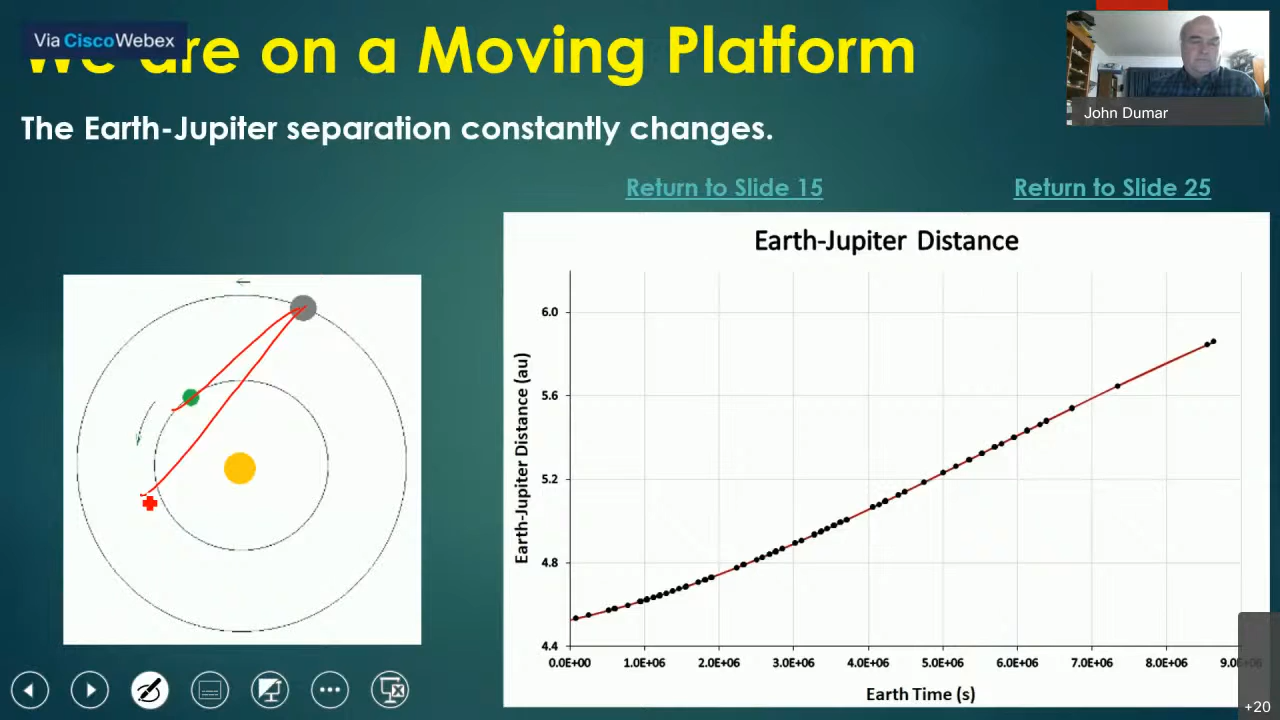 Via CiscoWebex
We are on a Moving Platform
John Dumar
The Earth-Jupiter separation constantly changes.
Return to Slide 15
Return to Slide 25
Earth-Jupiter Distance
Earth-Jupiter Distance (au)
6.0
5.6
5.2
4.8
4.4
0.0E+00 1.0E+06 2.0E+06 3.0E+06 4.0E+06 5.0E+06 6.0E+06 7.0E+06 8.0E+06 9.0E+06
Earth Time (s)
+20